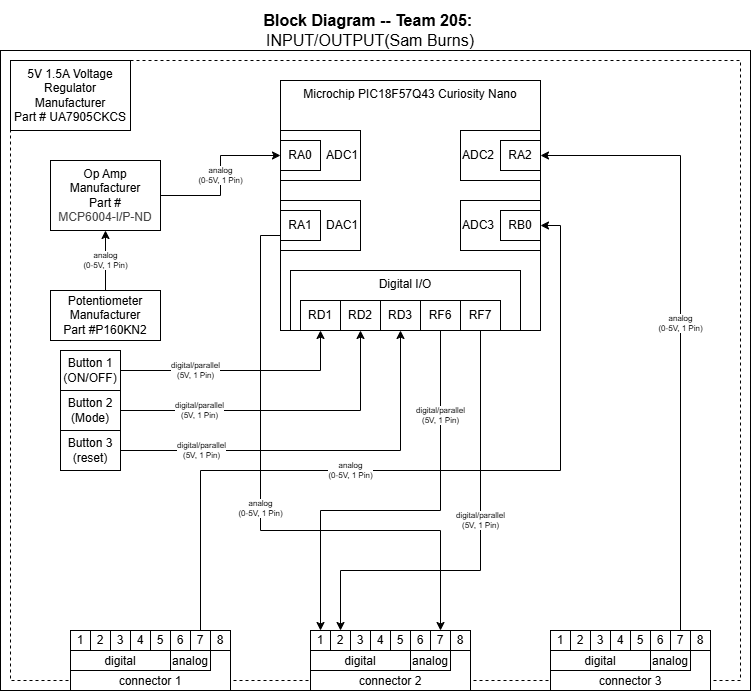 Block Diagram -- Team 205:
INPUT/OUTPUT(Sam Burns)
5V 1.5A Voltage
Regulator
Manufacturer
Part # UA7905CKCS
Microchip PIC18F57Q43 Curiosity Nano
RA0 ADC1
ADC2 RA2
RA1 DAC1
ADC3 RB0
Op Amp
Manufacturer
Part #
MCP6004-I/P-ND
analog
(0-5V, 1 Pin)
analog
(0-5V, 1 Pin)
Potentiometer
Manufacturer
Part #P160KN2
Digital I/O
RD1 RD2 RD3 RF6 RF7
analog
(0-5V, 1 Pin)
Button 1
(ON/OFF)
digital/parallel
(5V, 1 Pin)
Button 2
(Mode)
digital/parallel
(5V, 1 Pin)
digital/parallel
(5V, 1 Pin)
Button 3
(reset)
digital/parallel
(5V, 1 Pin)
analog
(0-5V, 1 Pin)
analog
(0-5V, 1 Pin)
digital/parallel
(5V, 1 Pin)
1 2 3 4 5 6 7 8
digital analog
connector 1
1 2 3 4 5 6 7 8
digital analog
connector 2
1 2 3 4 5 6 7 8
digital analog
connector 3